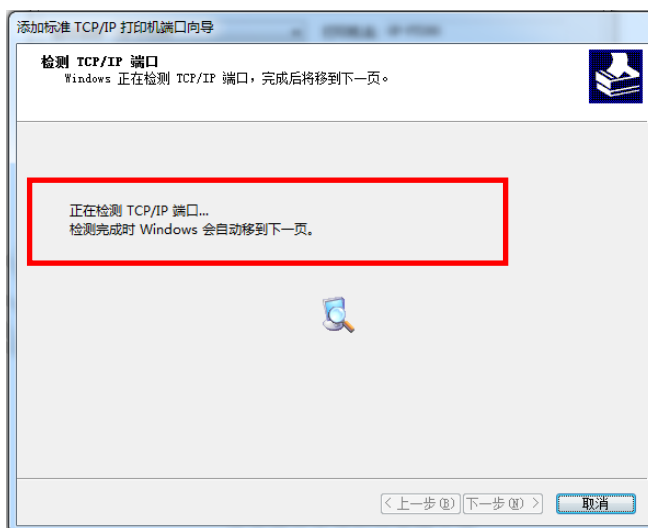 添加标准 TCP/IP 打印机端口向导
检测 TCP/IP 端口
Windows 正在检测 TCP/IP 端口，完成后将移到下一页。
正在检测 TCP/IP 端口...
检测完成时 Windows 会自动移到下一页。
< 上一步(B) 下一步(N) > 取消